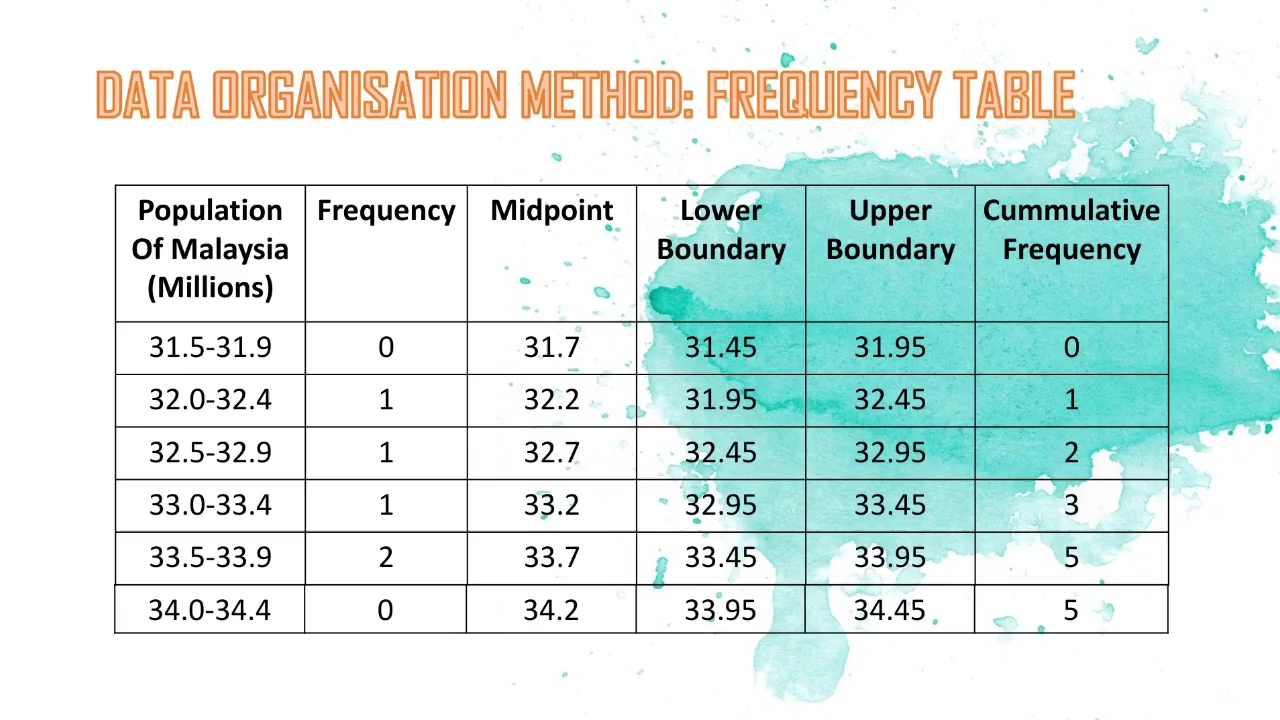 DATA ORGANISATION METHOD: FREQUENCY TABLE
Population Of Malaysia (Millions) Frequency Midpoint Lower Boundary Upper Boundary Cummulative Frequency
31.5-31.9 0 31.7 31.45 31.95 0
32.0-32.4 1 32.2 31.95 32.45 1
32.5-32.9 1 32.7 32.45 32.95 2
33.0-33.4 1 33.2 32.95 33.45 3
33.5-33.9 2 33.7 33.45 33.95 5
34.0-34.4 0 34.2 33.95 34.45 5